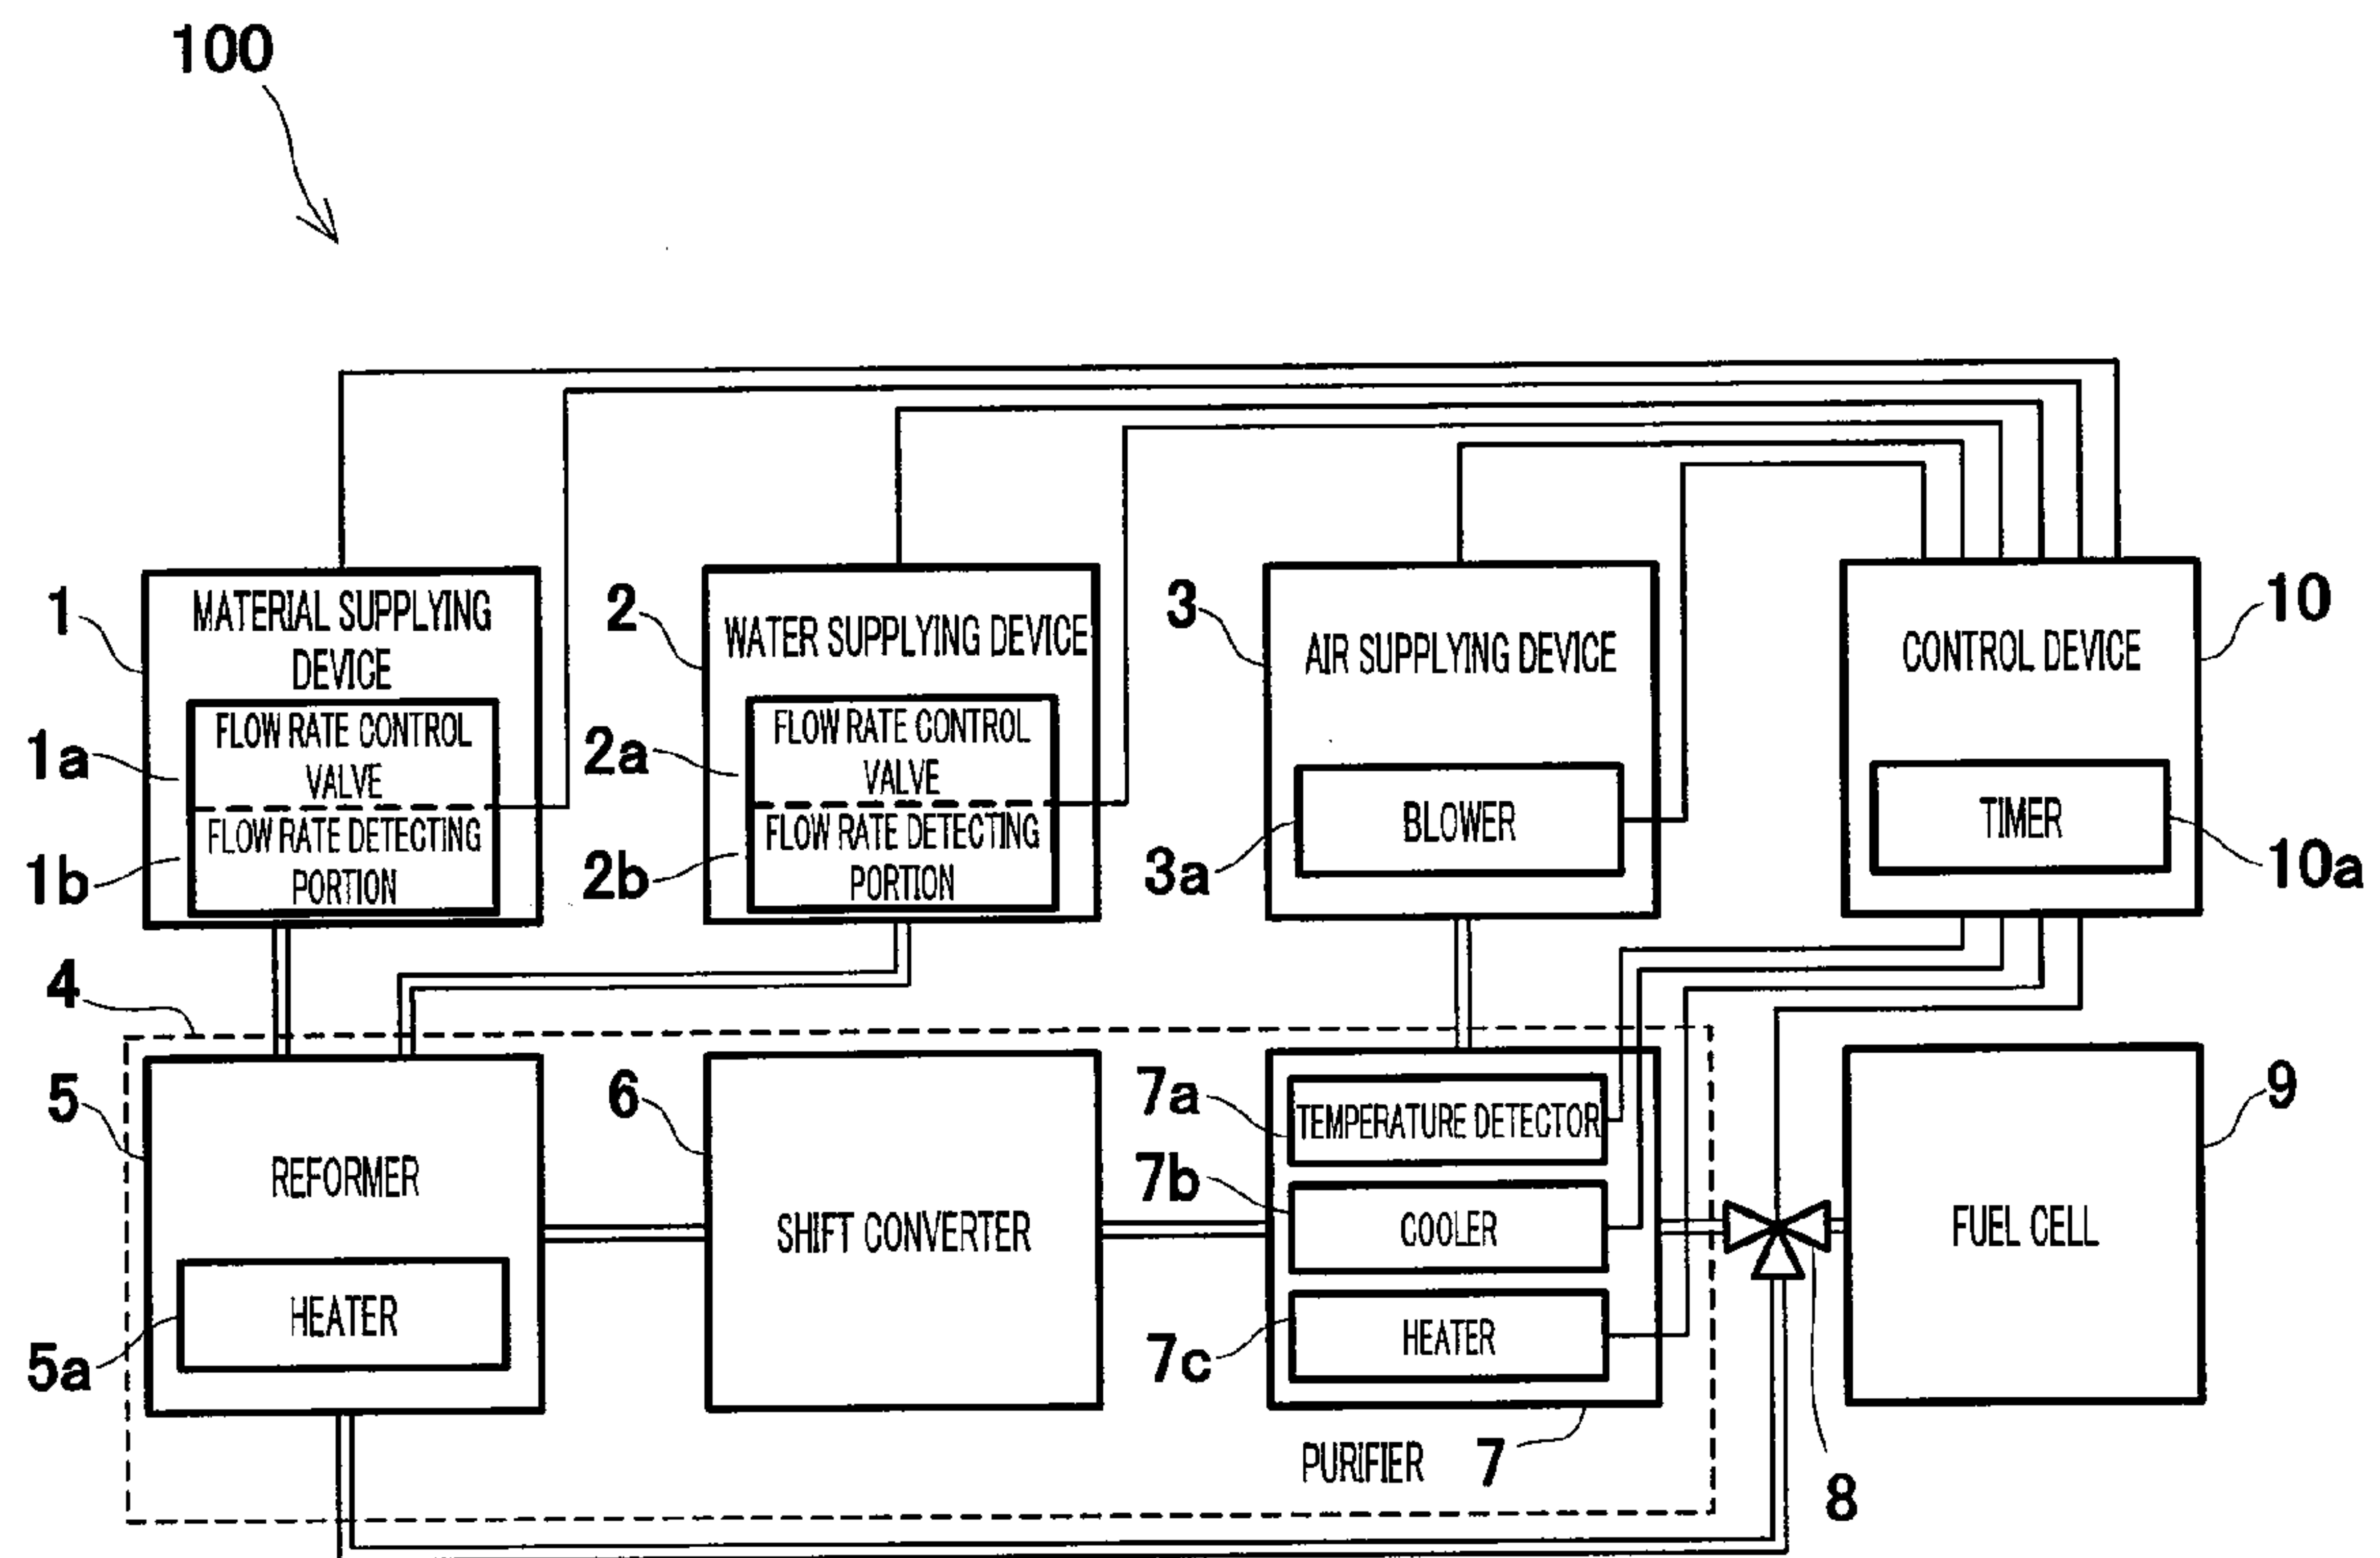 100
1
MATERIAL SUPPLYING
DEVICE
1a
FLOW RATE CONTROL
VALVE
1b
FLOW RATE DETECTING
PORTION
2
WATER SUPPLYING DEVICE
2a
FLOW RATE CONTROL
VALVE
2b
FLOW RATE DETECTING
PORTION
3
AIR SUPPLYING DEVICE
3a
BLOWER
10
CONTROL DEVICE
TIMER
10a
4
5
REFORMER
5a
HEATER
6
SHIFT CONVERTER
7a
TEMPERATURE DETECTOR
7b
COOLER
7c
HEATER
PURIFIER
7
8
9
FUEL CELL